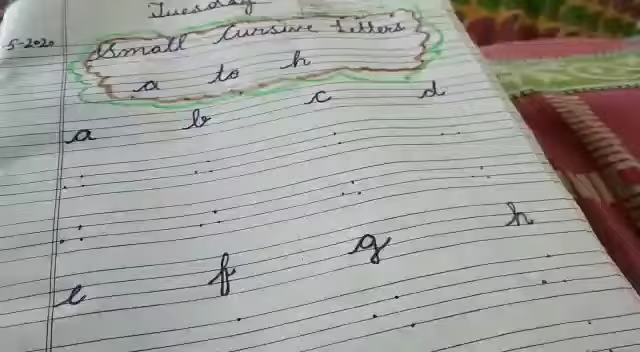 Tuesday
5-2020
Small Cursive Letters
a to h
a b c d
e f g h